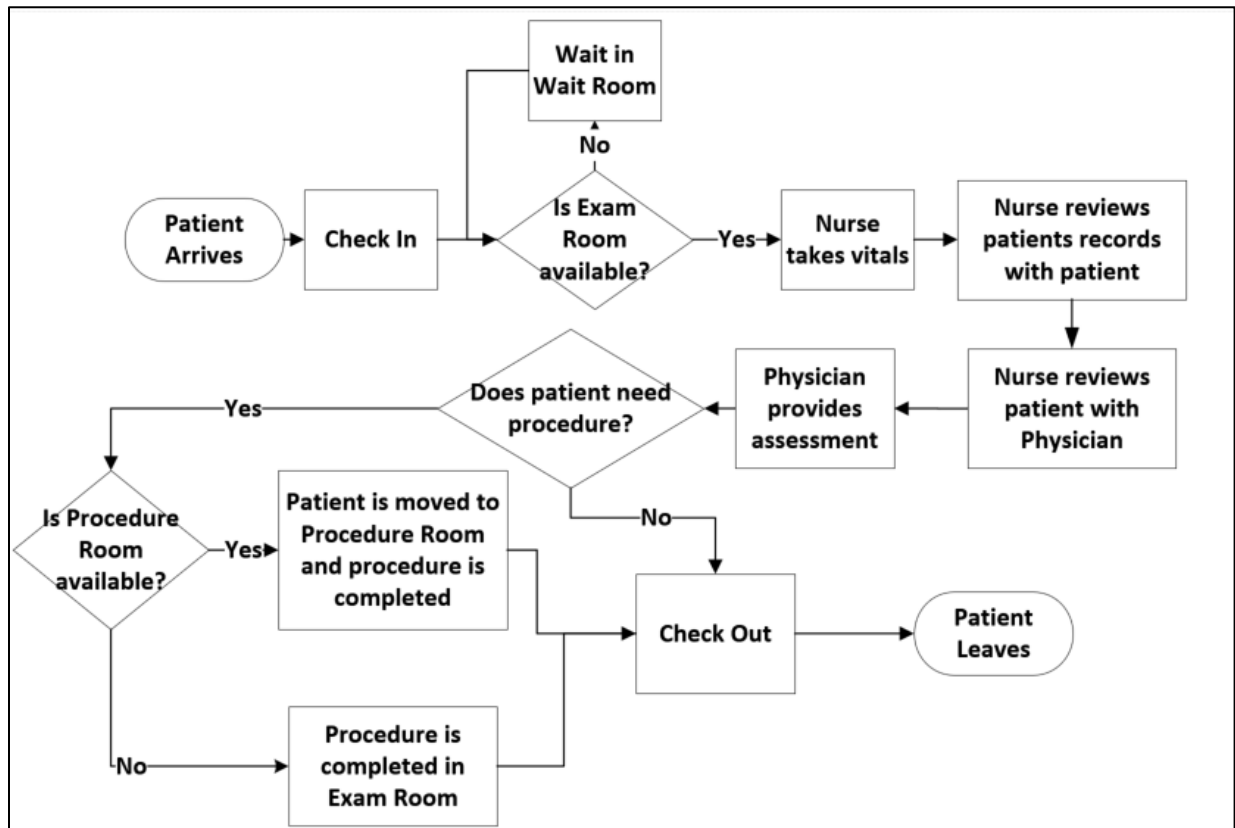 Wait in
Wait Room
No
Patient
Arrives
Check In
Is Exam
Room
available?
Yes
Nurse
takes vitals
Nurse reviews
patients records
with patient
Nurse reviews
patient with
Physician
Physician
provides
assessment
Does patient need
procedure?
Yes
No
Is Procedure
Room
available?
Yes
Patient is moved to
Procedure Room
and procedure is
completed
No
Procedure is
completed in
Exam Room
Check Out
Patient
Leaves